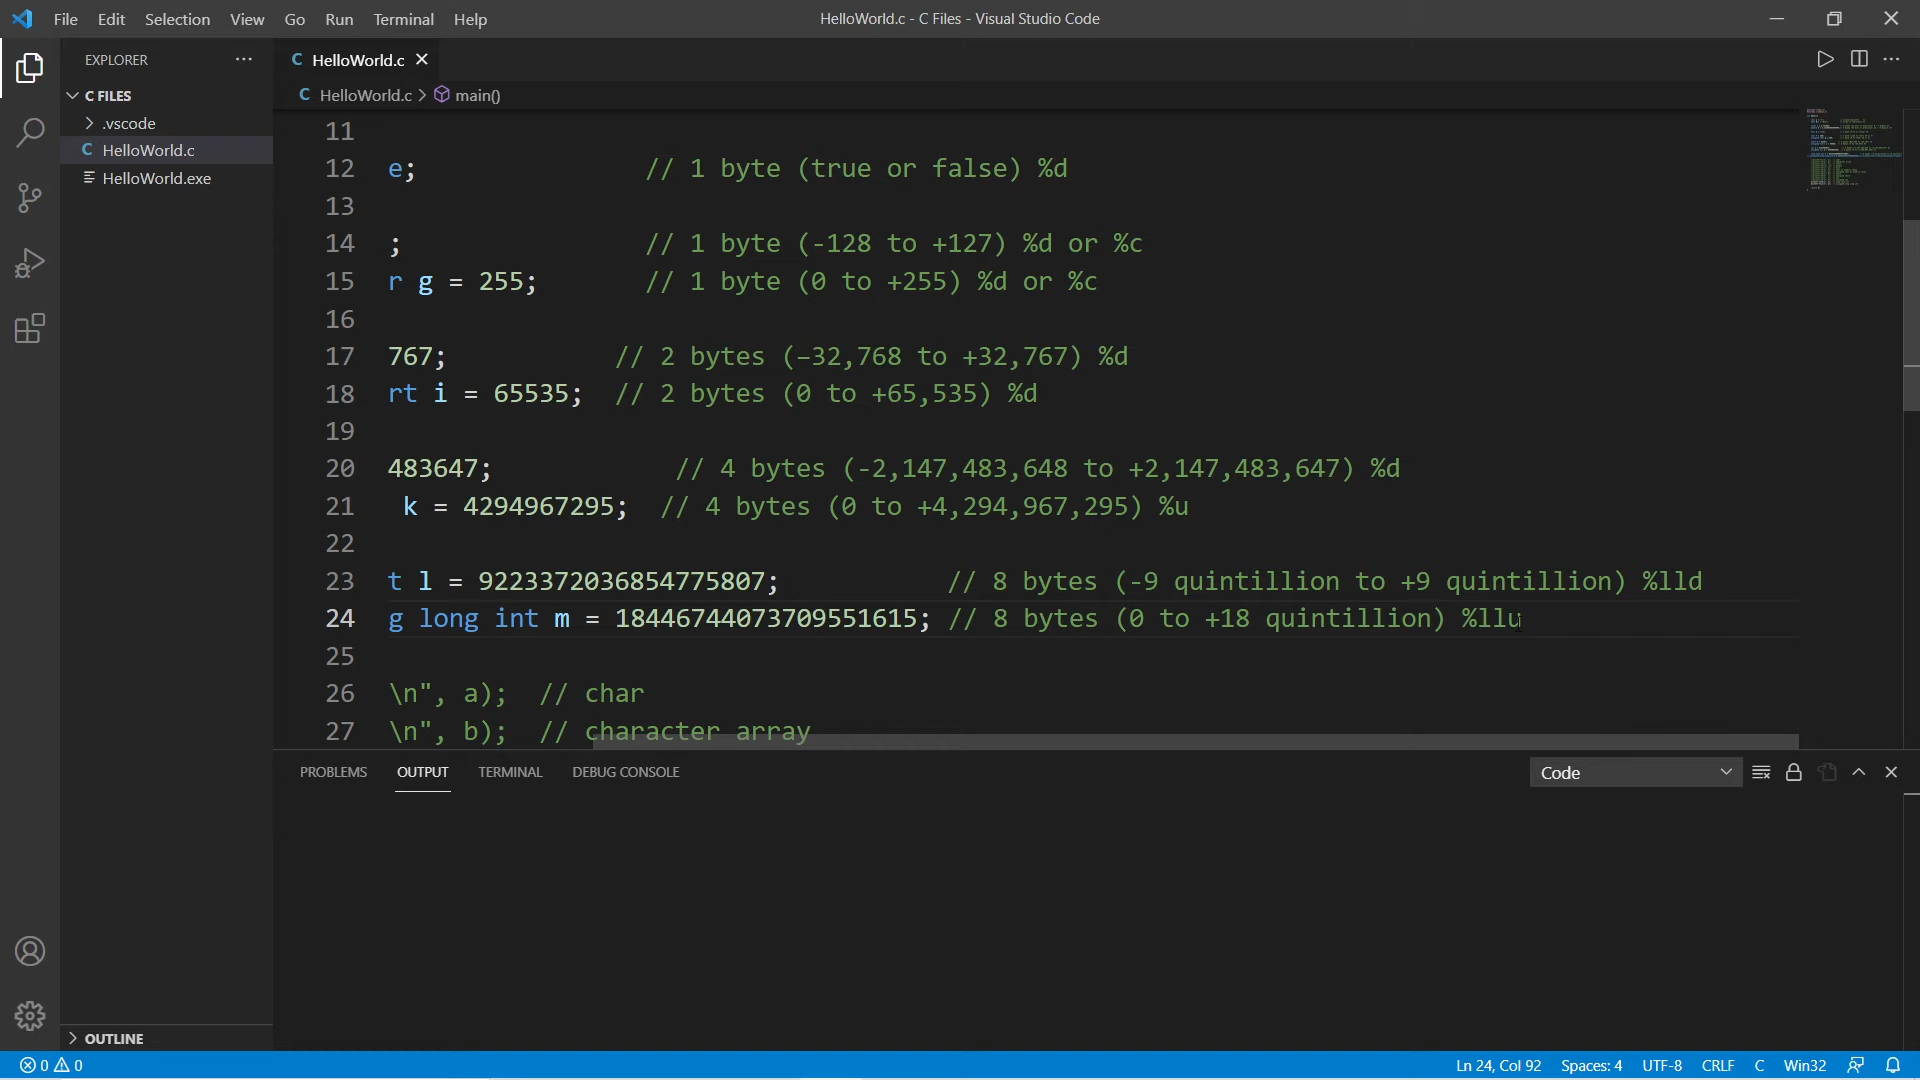 File Edit Selection View Go Run Terminal Help
HelloWorld.c - C Files - Visual Studio Code
EXPLORER
C FILES
.vscode
C HelloWorld.c
HelloWorld.exe
OUTLINE
C HelloWorld.c
C HelloWorld.c > main()
11
12 e; // 1 byte (true or false) %d
13
14 ; // 1 byte (-128 to +127) %d or %c
15 r g = 255; // 1 byte (0 to +255) %d or %c
16
17 767; // 2 bytes (−32,768 to +32,767) %d
18 rt i = 65535; // 2 bytes (0 to +65,535) %d
19
20 483647; // 4 bytes (-2,147,483,648 to +2,147,483,647) %d
21 k = 4294967295; // 4 bytes (0 to +4,294,967,295) %u
22
23 t l = 9223372036854775807; // 8 bytes (-9 quintillion to +9 quintillion) %lld
24 g long int m = 18446744073709551615; // 8 bytes (0 to +18 quintillion) %llu
25
26 \n", a); // char
27 \n", b); // character array
PROBLEMS OUTPUT TERMINAL DEBUG CONSOLE
Code
0 0
Ln 24, Col 92 Spaces: 4 UTF-8 CRLF C Win32